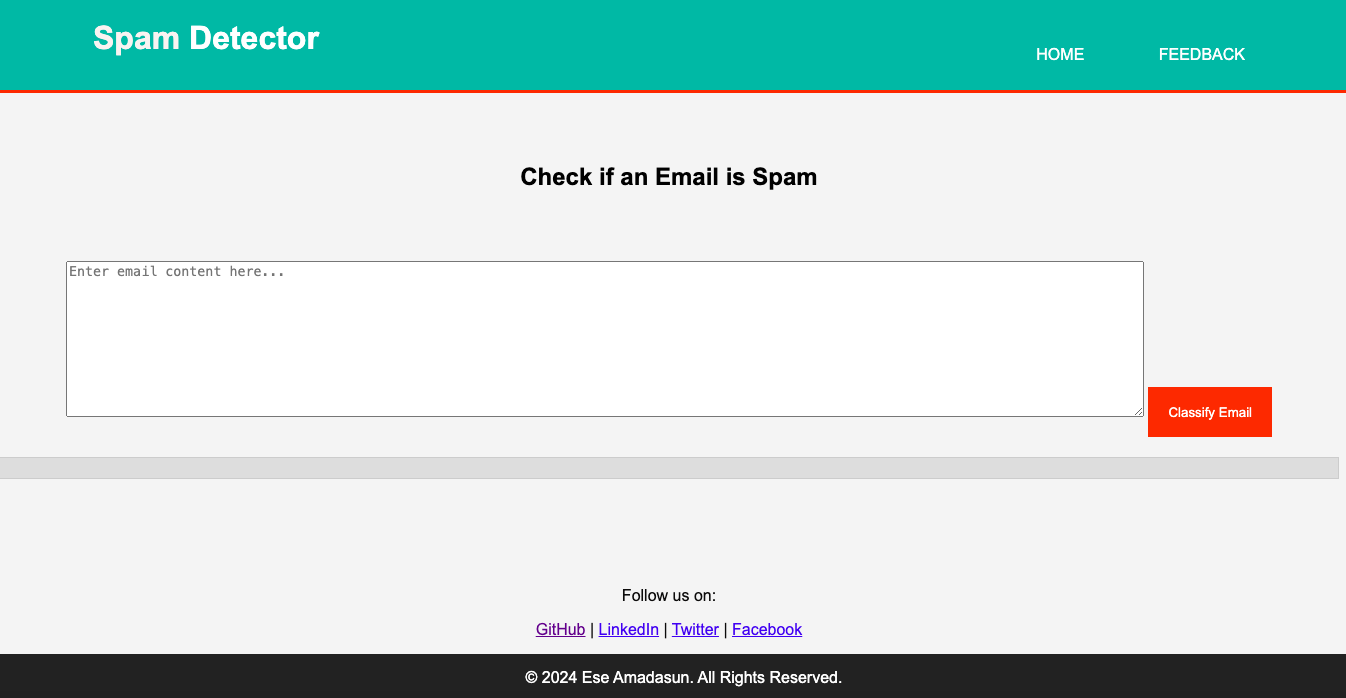 Spam Detector
HOME FEEDBACK
Check if an Email is Spam
Enter email content here...
Classify Email
Follow us on:
GitHub | LinkedIn | Twitter | Facebook
© 2024 Ese Amadasun. All Rights Reserved.